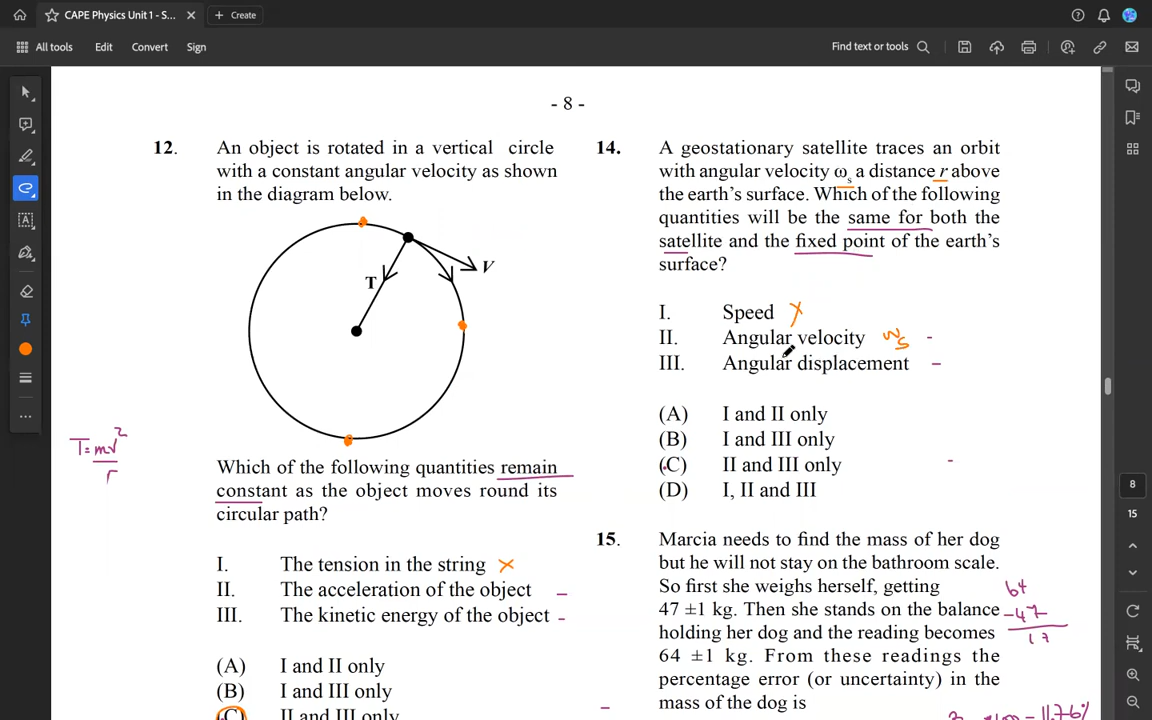 CAPE Physics Unit 1 - S...
Create
All tools
Edit
Convert
Sign
Find text or tools
- 8 -
12.
An object is rotated in a vertical circle
with a constant angular velocity as shown
in the diagram below.
T
V
T = mv²
r
Which of the following quantities remain
constant as the object moves round its
circular path?
I. The tension in the string ×
II. The acceleration of the object -
III. The kinetic energy of the object -
(A) I and II only
(B) I and III only
(C) II and III only
14.
A geostationary satellite traces an orbit
with angular velocity ωs a distance r above
the earth's surface. Which of the following
quantities will be the same for both the
satellite and the fixed point of the earth's
surface?
I. Speed ×
II. Angular velocity ws -
III. Angular displacement -
(A) I and II only
(B) I and III only
(C) II and III only -
(D) I, II and III
15.
Marcia needs to find the mass of her dog
but he will not stay on the bathroom scale.
So first she weighs herself, getting
47 ±1 kg. Then she stands on the balance
holding her dog and the reading becomes
64 ±1 kg. From these readings the
percentage error (or uncertainty) in the
mass of the dog is
64
-47
17
= 11.76%
8
15